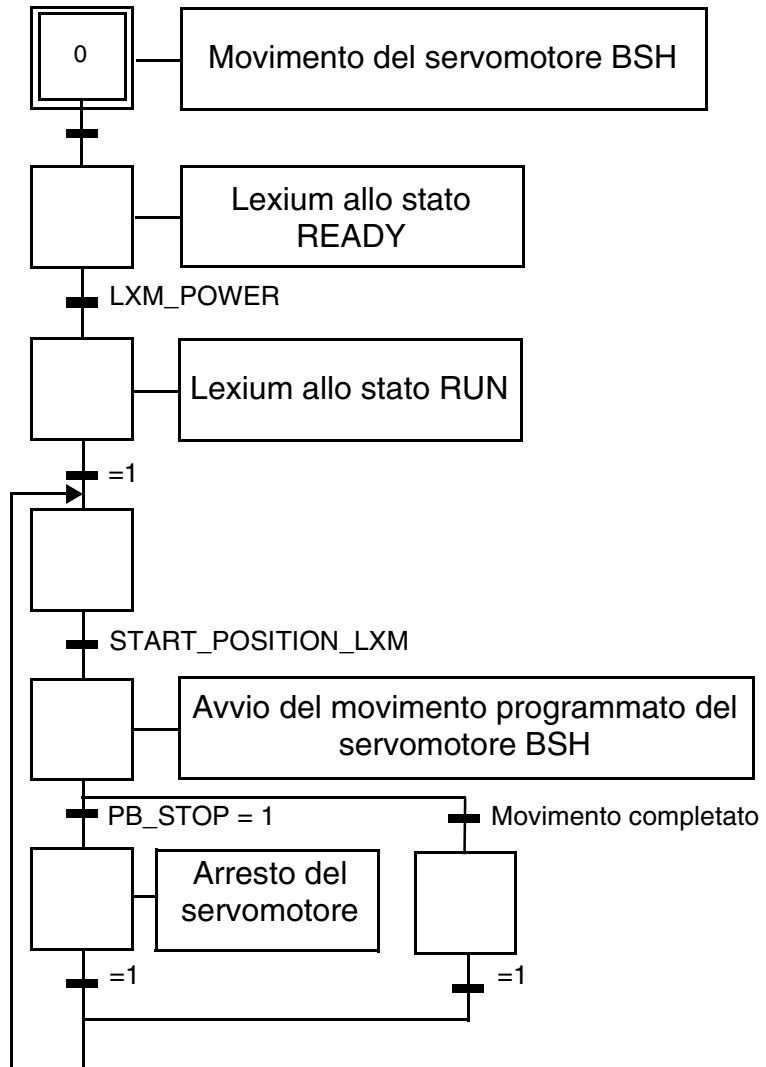 0
Movimento del servomotore BSH
Lexium allo stato
READY
LXM_POWER
Lexium allo stato RUN
=1
START_POSITION_LXM
Avvio del movimento programmato del
servomotore BSH
PB_STOP = 1
Movimento completato
Arresto del
servomotore
=1
=1